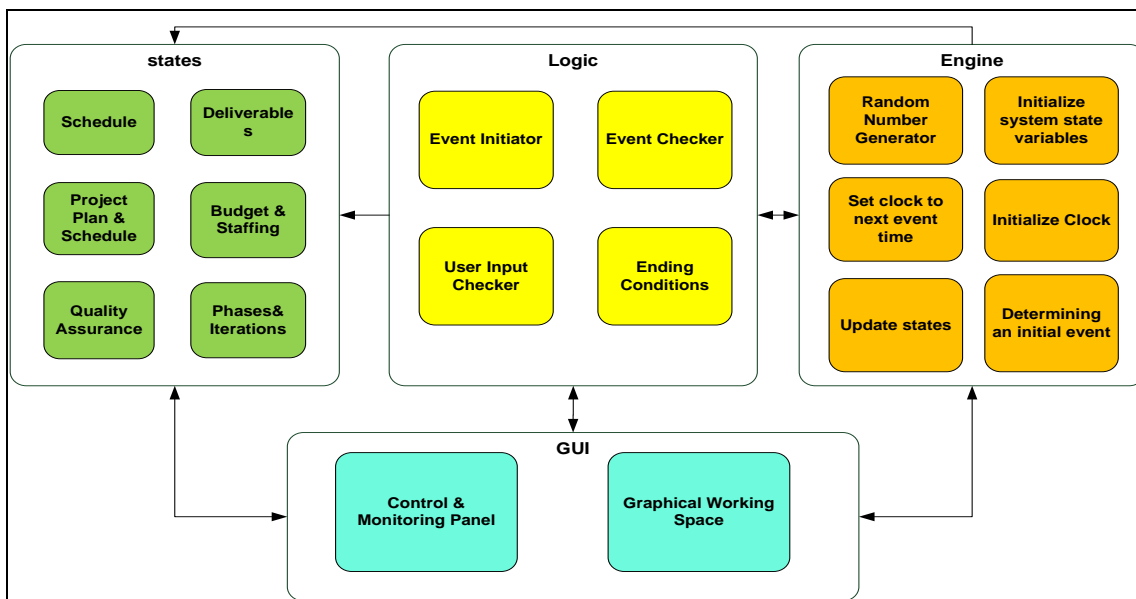 states
Schedule
Deliverable
s
Project
Plan &
Schedule
Budget &
Staffing
Quality
Assurance
Phases&
Iterations
Logic
Event Initiator
Event Checker
User Input
Checker
Ending
Conditions
Engine
Random
Number
Generator
Initialize
system state
variables
Set clock to
next event
time
Initialize Clock
Update states
Determining
an initial event
GUI
Control &
Monitoring Panel
Graphical Working
Space